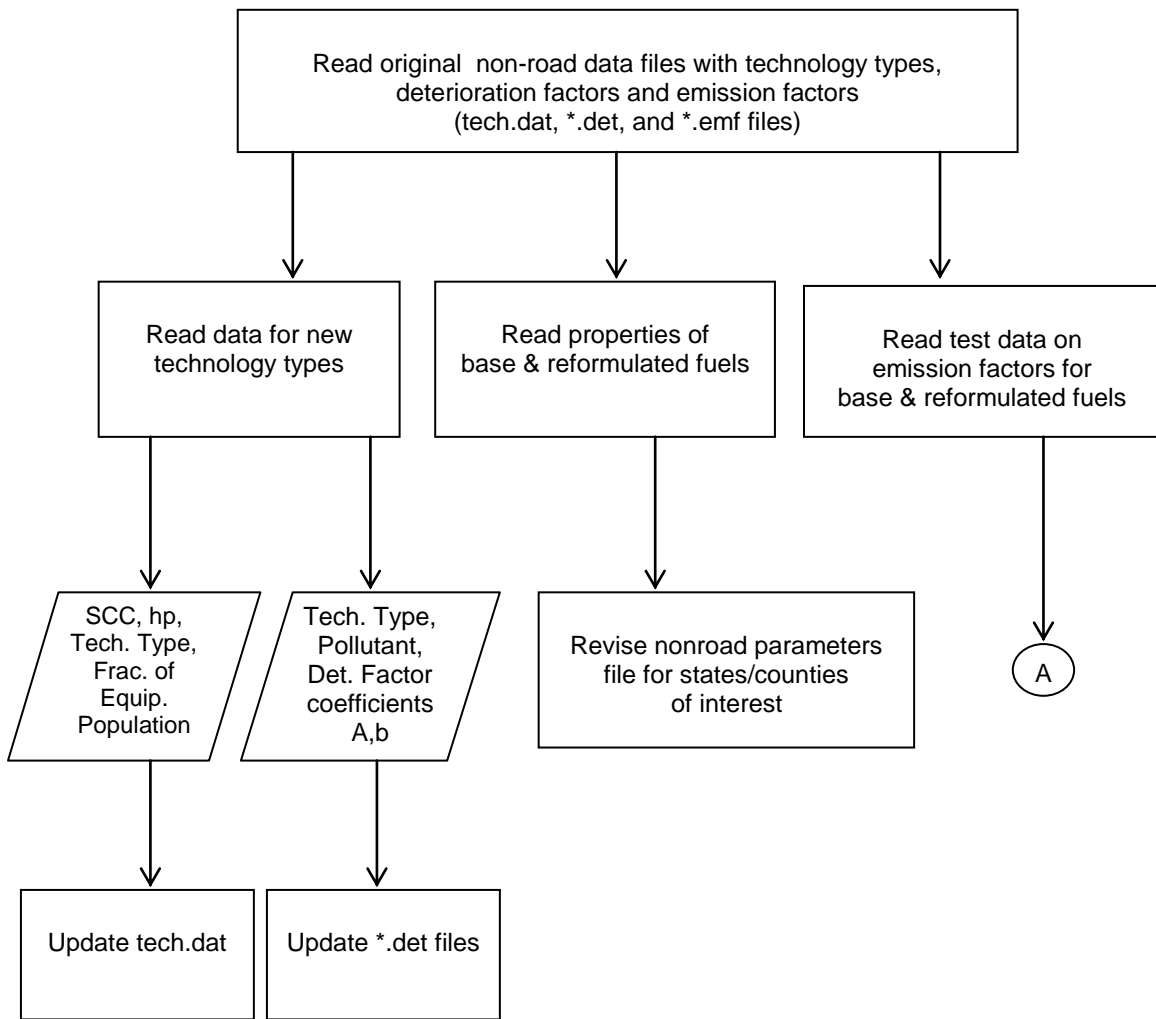 Read original non-road data files with technology types,
deterioration factors and emission factors
(tech.dat, *.det, and *.emf files)
Read data for new
technology types
Read properties of
base & reformulated fuels
Read test data on
emission factors for
base & reformulated fuels
SCC, hp,
Tech. Type,
Frac. of
Equip.
Population
Tech. Type,
Pollutant,
Det. Factor
coefficients
A,b
Revise nonroad parameters
file for states/counties
of interest
A
Update tech.dat
Update *.det files